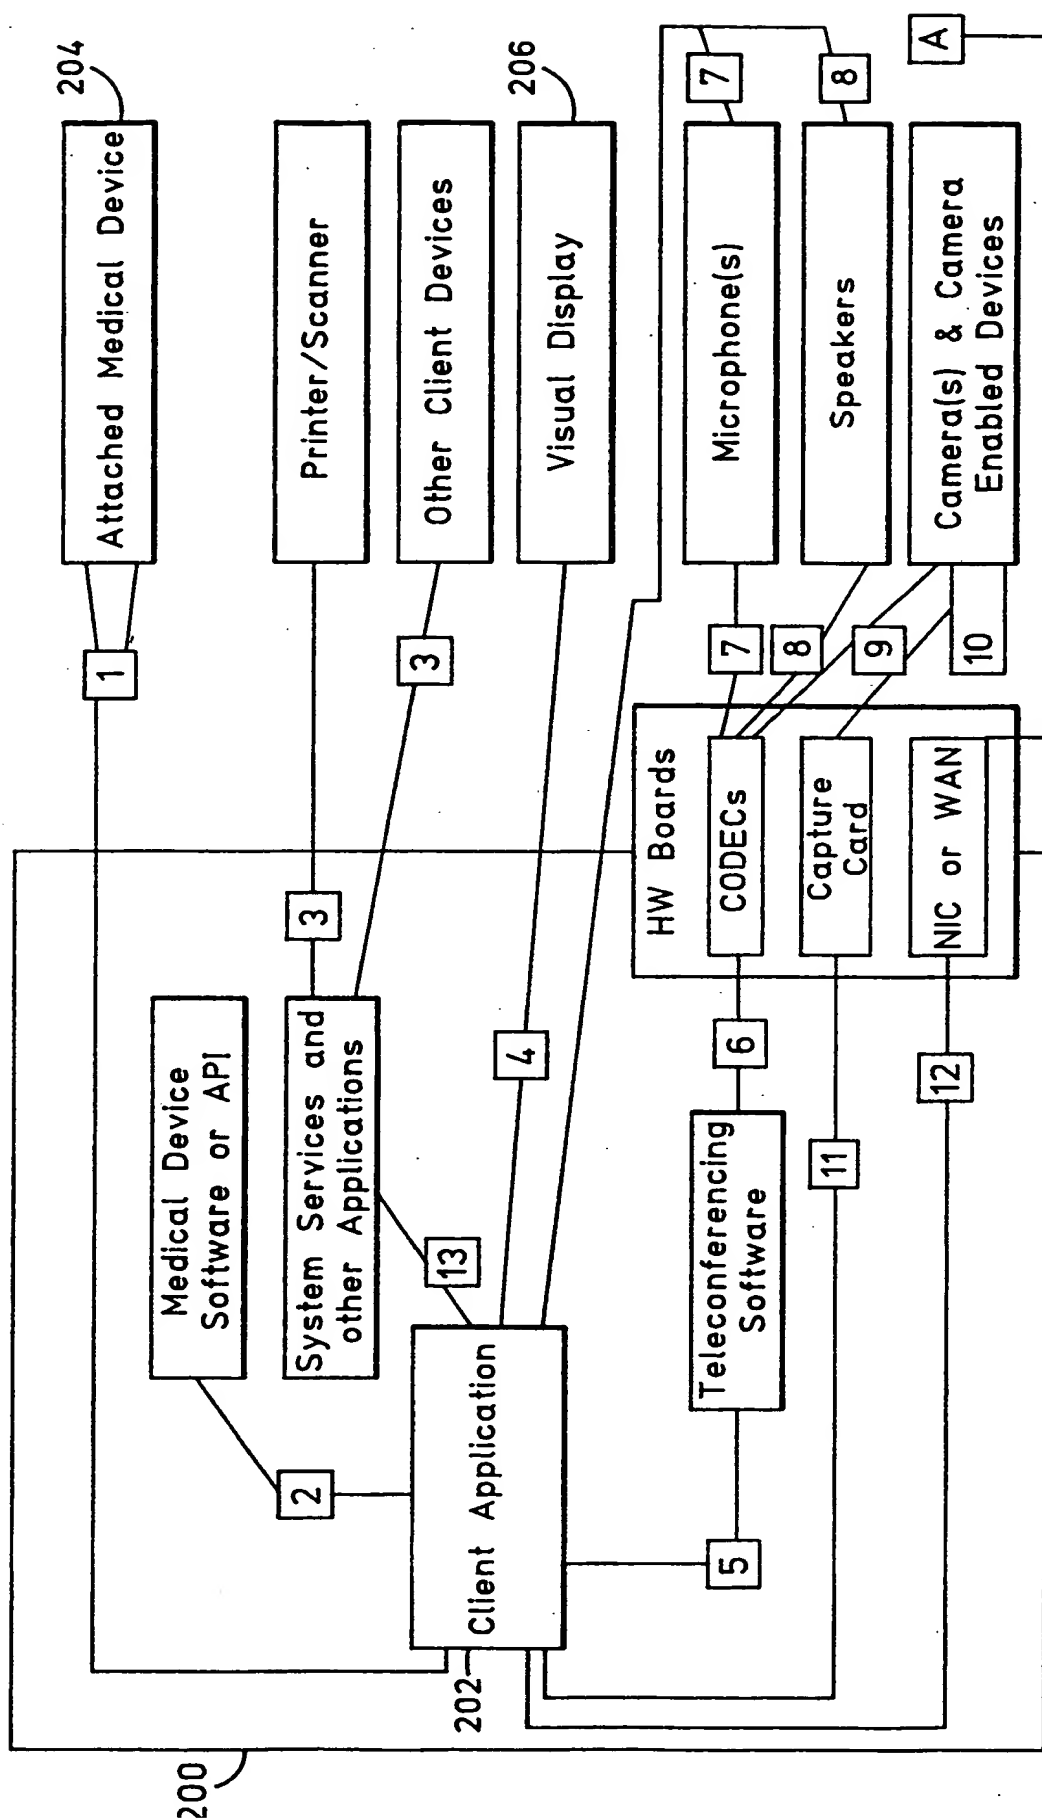 200
202
Client Application
2
Medical Device
Software or API
System Services and
other Applications
13
5
Teleconferencing
Software
6
11
12
4
3
3
1
HW Boards
CODECs
Capture
Card
NIC or WAN
7
8
9
10
Attached Medical Device
204
Printer/Scanner
Other Client Devices
Visual Display
206
Microphone(s)
7
Speakers
8
Camera(s) & Camera
Enabled Devices
A